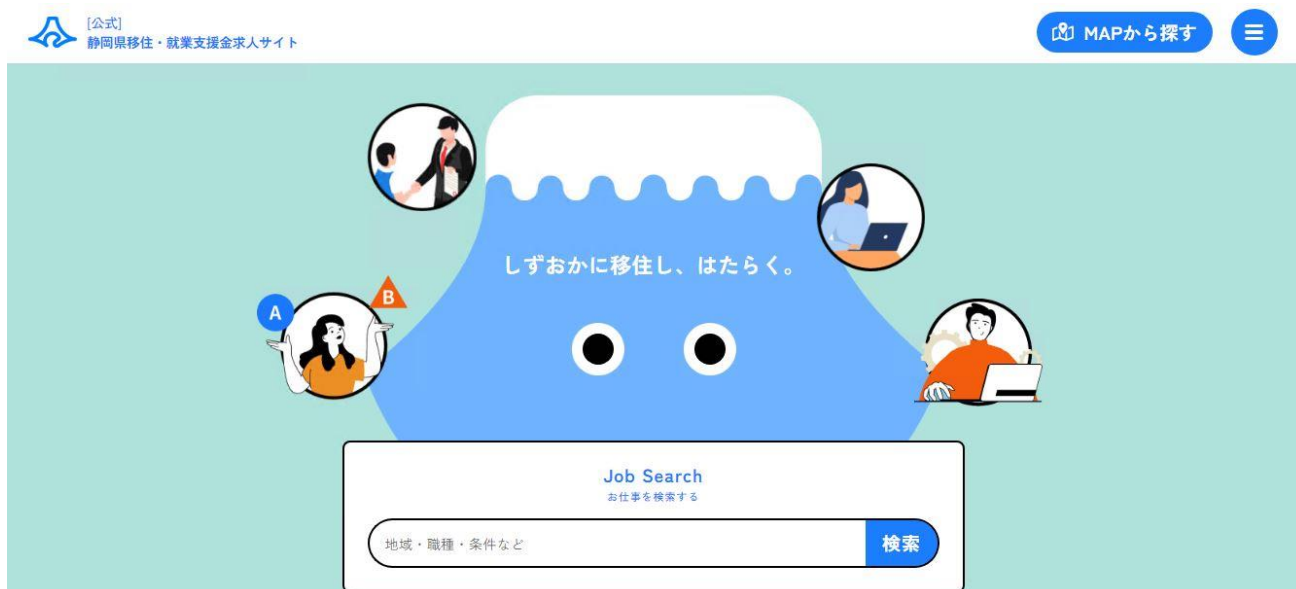 [公式]
静岡県移住・就業支援金求人サイト
MAPから探す
しずおかに移住し、はたらく。
A
B
Job Search
お仕事を検索する
地域・職種・条件など
検索